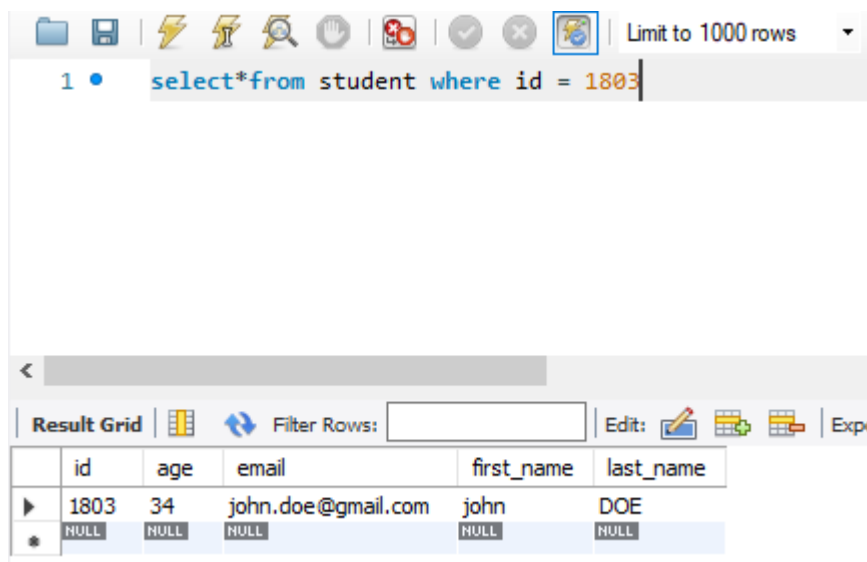 Limit to 1000 rows
1 select*from student where id = 1803
Result Grid Filter Rows: Edit: Exp
id age email first_name last_name
1803 34 john.doe@gmail.com john DOE
NULL NULL NULL NULL NULL